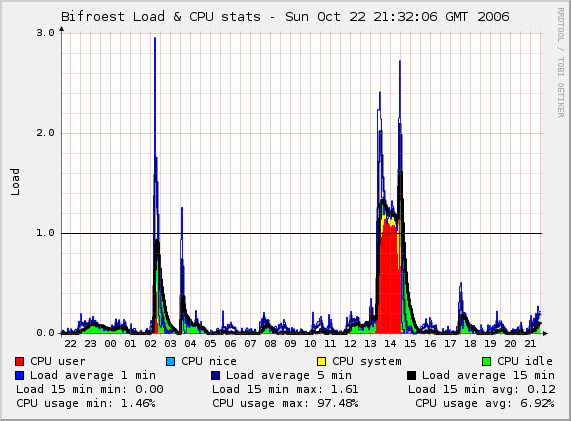 Bifroest Load & CPU stats - Sun Oct 22 21:32:06 GMT 2006
RRDTOOL / TOBI OETIKER
Load
3.0
2.0
1.0
0.0
22 23 00 01 02 03 04 05 06 07 08 09 10 11 12 13 14 15 16 17 18 19 20 21
CPU user CPU nice CPU system CPU idle
Load average 1 min Load average 5 min Load average 15 min
Load 15 min min: 0.00 Load 15 min max: 1.61 Load 15 min avg: 0.12
CPU usage min: 1.46% CPU usage max: 97.48% CPU usage avg: 6.92%